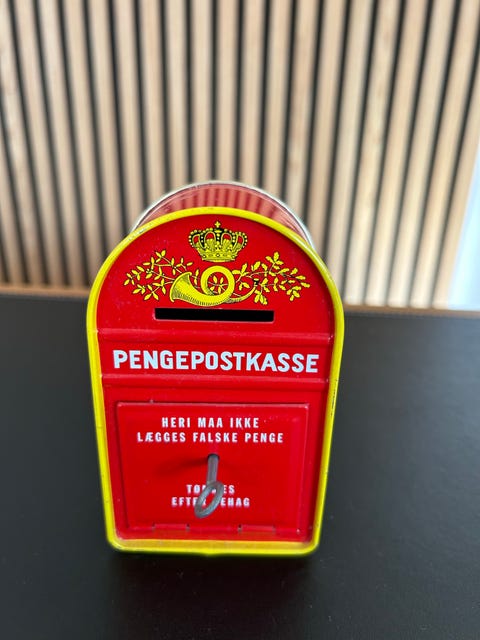 PENGEPOSTKASSE
HERI MAA IKKE
LÆGGES FALSKE PENGE